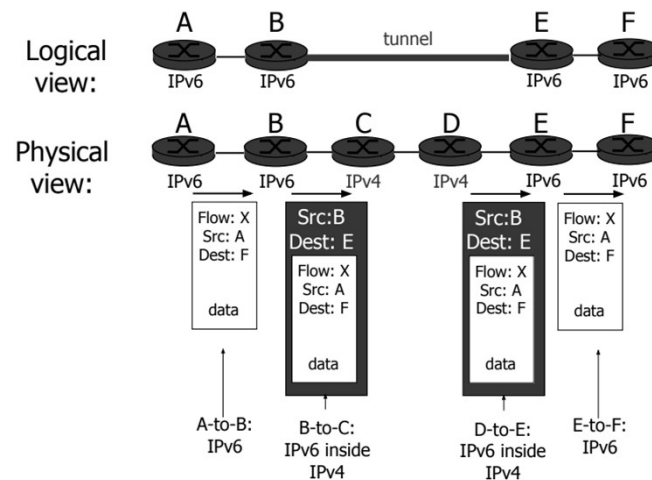 A B E F
Logical view:
tunnel
IPv6 IPv6 IPv6 IPv6
A B C D E F
Physical view:
IPv6 IPv6 IPv4 IPv4 IPv6 IPv6
Flow: X
Src: A
Dest: F
data
Src:B
Dest: E
Flow: X
Src: A
Dest: F
data
Src:B
Dest: E
Flow: X
Src: A
Dest: F
data
Flow: X
Src: A
Dest: F
data
A-to-B:
IPv6
B-to-C:
IPv6 inside
IPv4
D-to-E:
IPv6 inside
IPv4
E-to-F:
IPv6